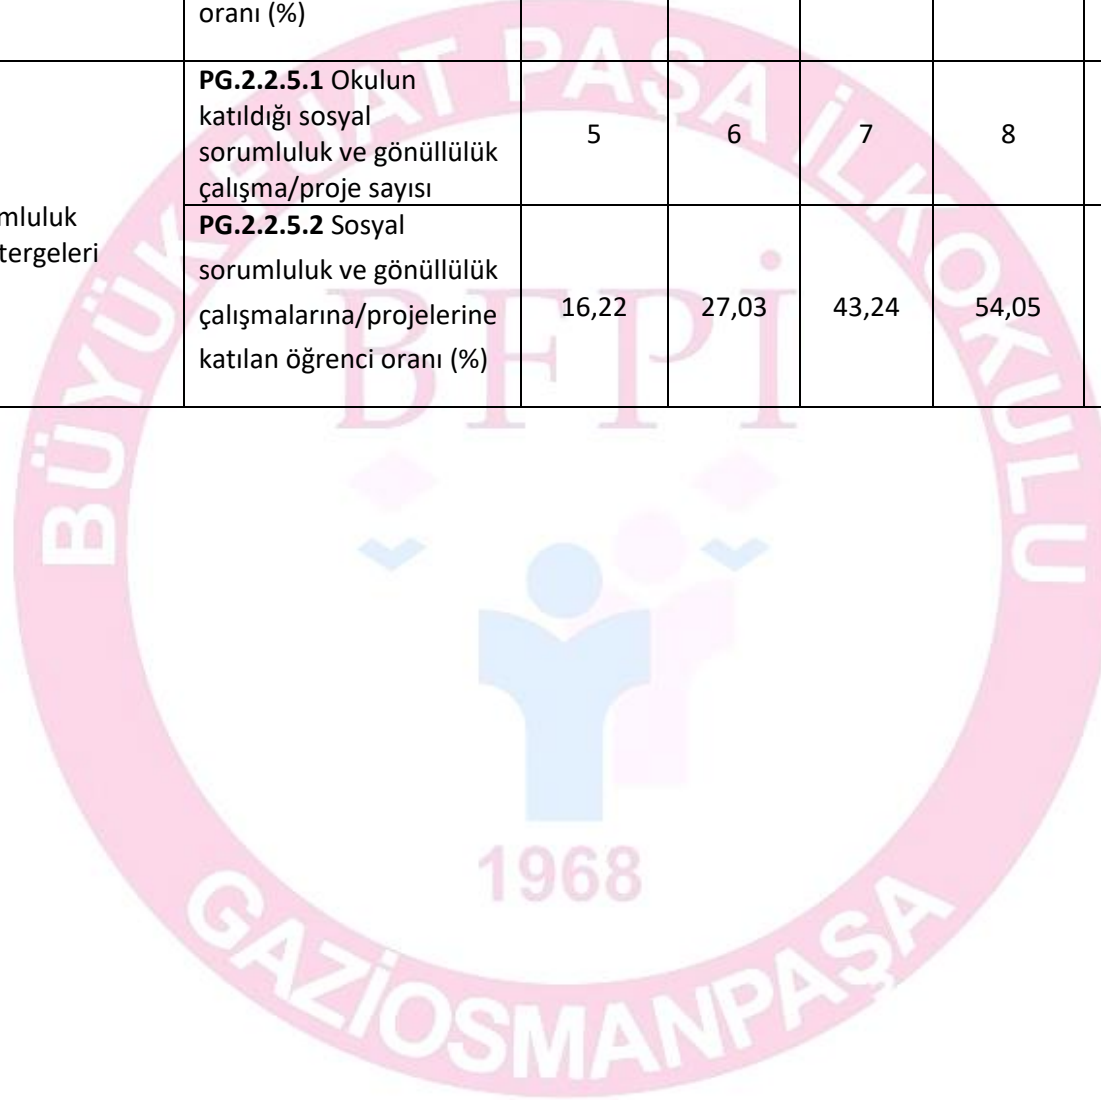 oranı (%)
PG.2.2.5.1 Okulun
katıldığı sosyal
sorumluluk ve gönüllülük
çalışma/proje sayısı
5 6 7 8
mluluk
tergeleri
PG.2.2.5.2 Sosyal
sorumluluk ve gönüllülük
çalışmalarına/projelerine
katılan öğrenci oranı (%)
16,22 27,03 43,24 54,05
BÜYÜK FUAT PAŞA İLKOKULU
BFPİ
1968
GAZİOSMANPAŞA